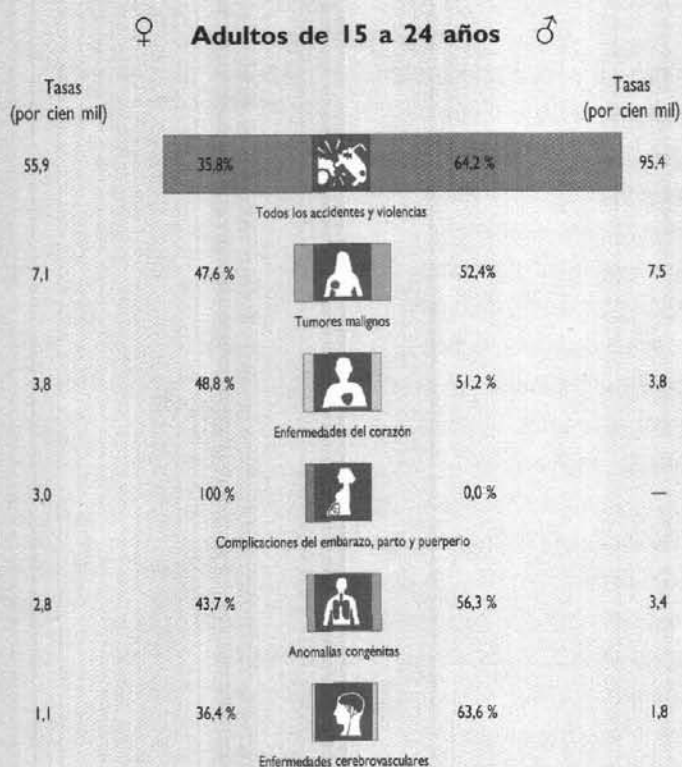 ♀ Adultos de 15 a 24 años ♂
Tasas
(por cien mil)
Tasas
(por cien mil)
55,9 35,8% 64,2 % 95,4
Todos los accidentes y violencias
7,1 47,6 % 52,4% 7,5
Tumores malignos
3,8 48,8 % 51,2 % 3,8
Enfermedades del corazón
3,0 100 % 0,0 % —
Complicaciones del embarazo, parto y puerperio
2,8 43,7 % 56,3 % 3,4
Anomalías congénitas
1,1 36,4 % 63,6 % 1,8
Enfermedades cerebrovasculares